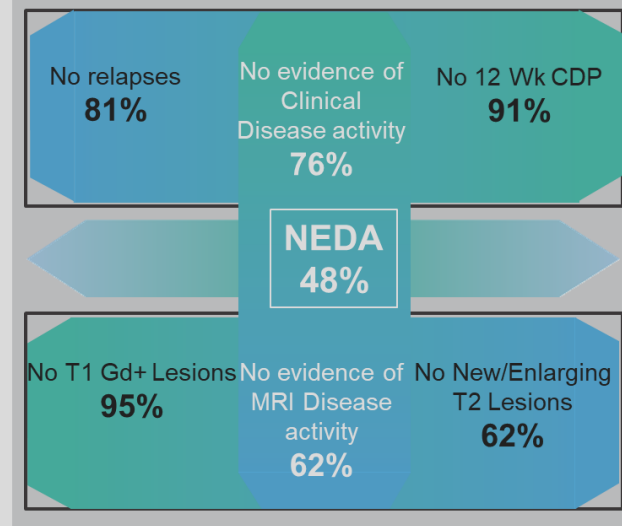 No relapses
81%
No evidence of
Clinical
Disease activity
76%
No 12 Wk CDP
91%
NEDA
48%
No T1 Gd+ Lesions
95%
No evidence of
MRI Disease
activity
62%
No New/Enlarging
T2 Lesions
62%